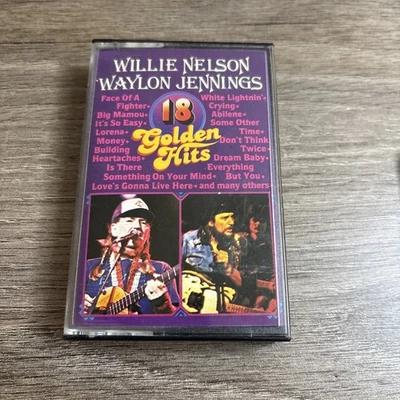 WILLIE NELSON
WAYLON JENNINGS
18
Golden
Hits
Face Of A
Fighter•
Big Mamou•
It's So Easy•
Lorena•
Money•
Building
Heartaches•
Is There
Something On Your Mind•
Love's Gonna Live Here•
White Lightnin'•
Crying•
Abilene•
Some Other
Time•
Don't Think
Twice•
Dream Baby•
Everything
But You•
and many others